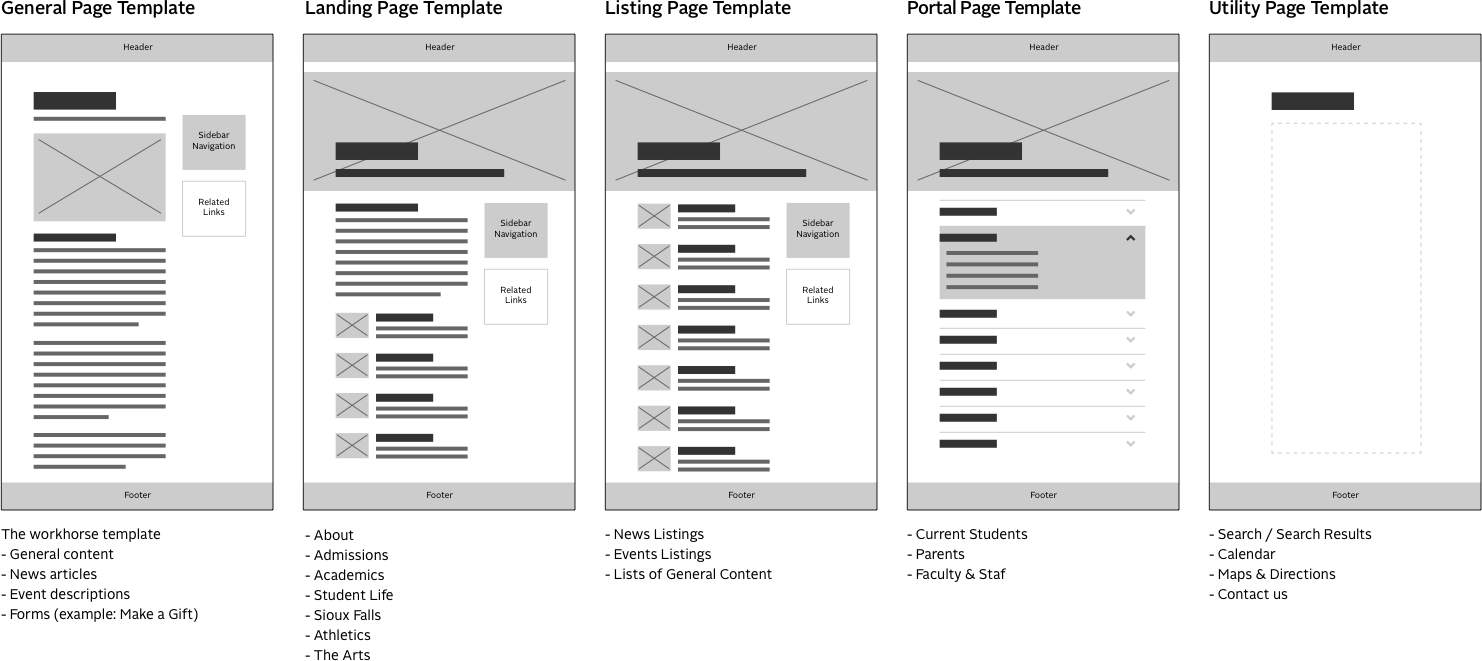 General Page Template
Header
Sidebar
Navigation
Related
Links
Footer
The workhorse template
- General content
- News articles
- Event descriptions
- Forms (example: Make a Gift)
Landing Page Template
Header
Sidebar
Navigation
Related
Links
Footer
- About
- Admissions
- Academics
- Student Life
- Sioux Falls
- Athletics
- The Arts
Listing Page Template
Header
Sidebar
Navigation
Related
Links
Footer
- News Listings
- Events Listings
- Lists of General Content
Portal Page Template
Header
Footer
- Current Students
- Parents
- Faculty & Staf
Utility Page Template
Header
Footer
- Search / Search Results
- Calendar
- Maps & Directions
- Contact us